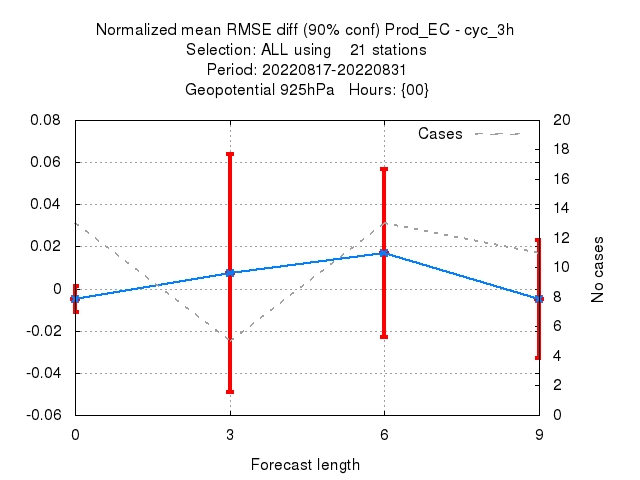 Normalized mean RMSE diff (90% conf) Prod_EC - cyc_3h
Selection: ALL using    21 stations
Period: 20220817-20220831
Geopotential 925hPa   Hours: {00}
0.08
0.06
0.04
0.02
0
-0.02
-0.04
-0.06
Cases
20
18
16
14
12
10
8
6
4
2
0
No cases
0 3 6 9
Forecast length